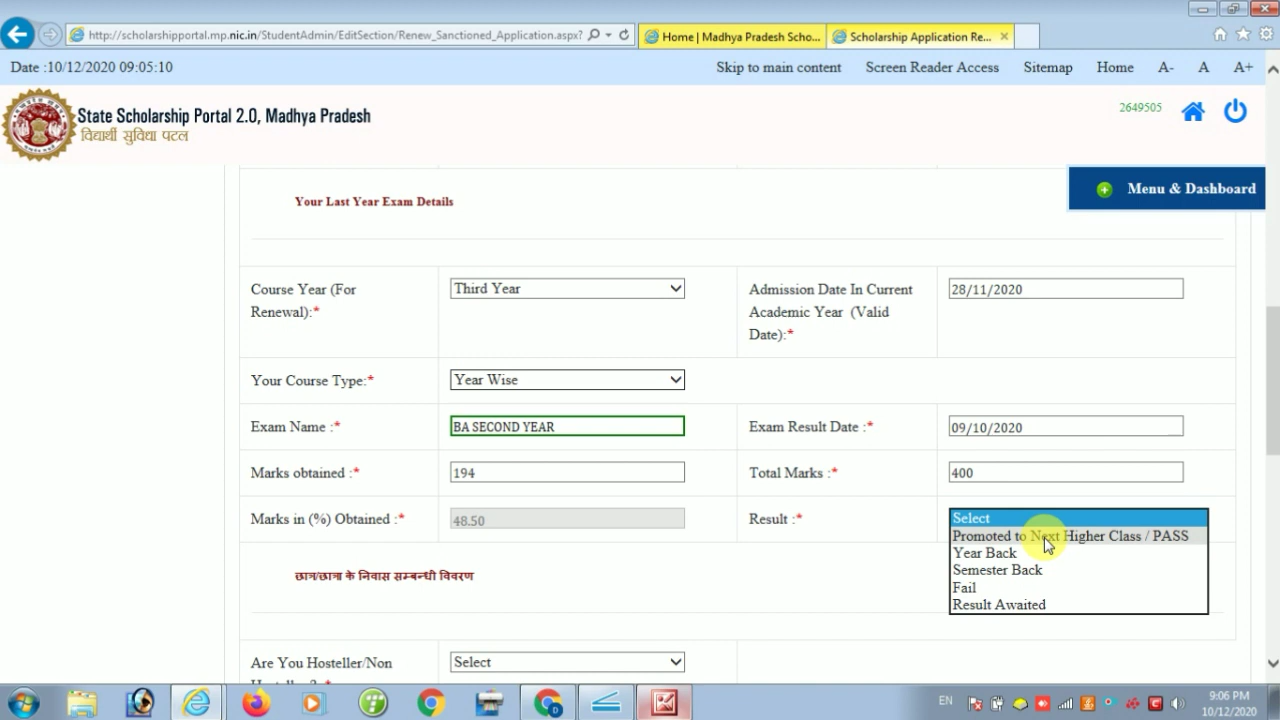 http://scholarshipportal.mp.nic.in/StudentAdmin/EditSection/Renew_Sanctioned_Application.aspx?
Home | Madhya Pradesh Scho...
Scholarship Application Re...
Date :10/12/2020 09:05:10
Skip to main content
Screen Reader Access
Sitemap
Home
A-
A
A+
State Scholarship Portal 2.0, Madhya Pradesh
विद्यार्थी सुविधा पटल
2649505
Menu & Dashboard
Your Last Year Exam Details
Course Year (For
Renewal):*
Third Year
Admission Date In Current
Academic Year (Valid
Date):*
28/11/2020
Your Course Type:*
Year Wise
Exam Name :*
BA SECOND YEAR
Exam Result Date :*
09/10/2020
Marks obtained :*
194
Total Marks :*
400
Marks in (%) Obtained :*
48.50
Result :*
Select
Promoted to Next Higher Class / PASS
Year Back
Semester Back
Fail
Result Awaited
छात्र/छात्रा के निवास सम्बन्धी विवरण
Are You Hosteller/Non
Hosteller ? *
Select
EN
9:06 PM
10/12/2020